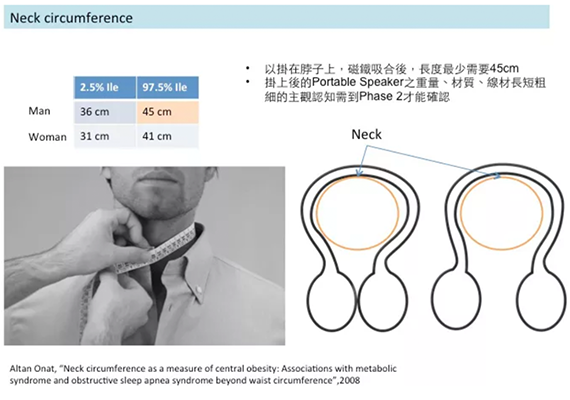 Neck circumference
2.5% Ile 97.5% Ile
Man 36 cm 45 cm
Woman 31 cm 41 cm
• 以掛在脖子上，磁鐵吸合後，長度最少需要45cm
• 掛上後的Portable Speaker之重量、材質、線材長短粗
細的主觀認知需到Phase 2才能確認
Neck
Altan Onat, "Neck circumference as a measure of central obesity: Associations with metabolic
syndrome and obstructive sleep apnea syndrome beyond waist circumference",2008